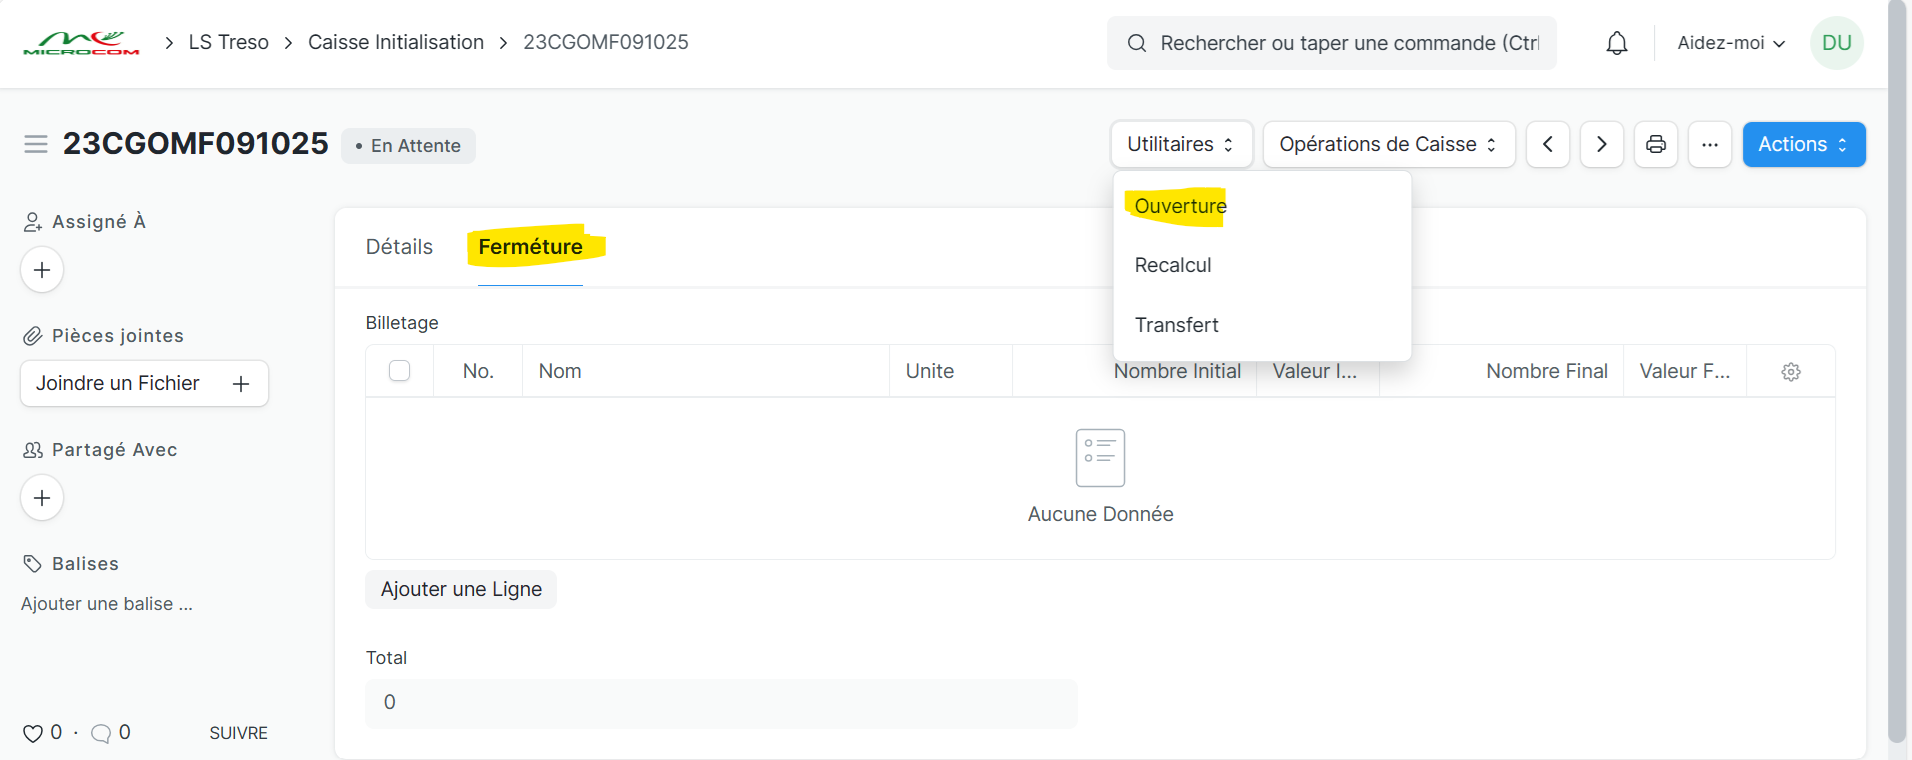 MICROCOM
LS Treso
Caisse Initialisation
23CGOMF091025
Rechercher ou taper une commande (Ctrl
Aidez-moi
DU
23CGOMF091025
En Attente
Utilitaires
Opérations de Caisse
Actions
Ouverture
Recalcul
Transfert
Assigné À
Pièces jointes
Joindre un Fichier
Partagé Avec
Balises
Ajouter une balise ...
0 · 0
SUIVRE
Détails
Ferméture
Billetage
No.
Nom
Unite
Nombre Initial
Valeur I...
Nombre Final
Valeur F...
Aucune Donnée
Ajouter une Ligne
Total
0